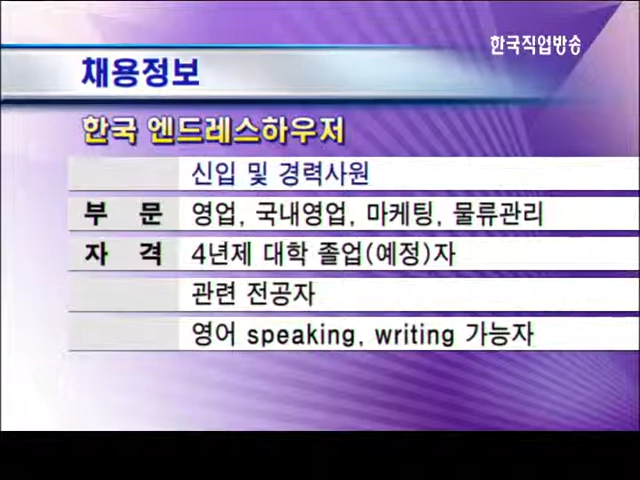 한국직업방송
채용정보
한국 엔드레스하우저
신입 및 경력사원
부 문 영업, 국내영업, 마케팅, 물류관리
자 격 4년제 대학 졸업(예정)자
관련 전공자
영어 speaking, writing 가능자